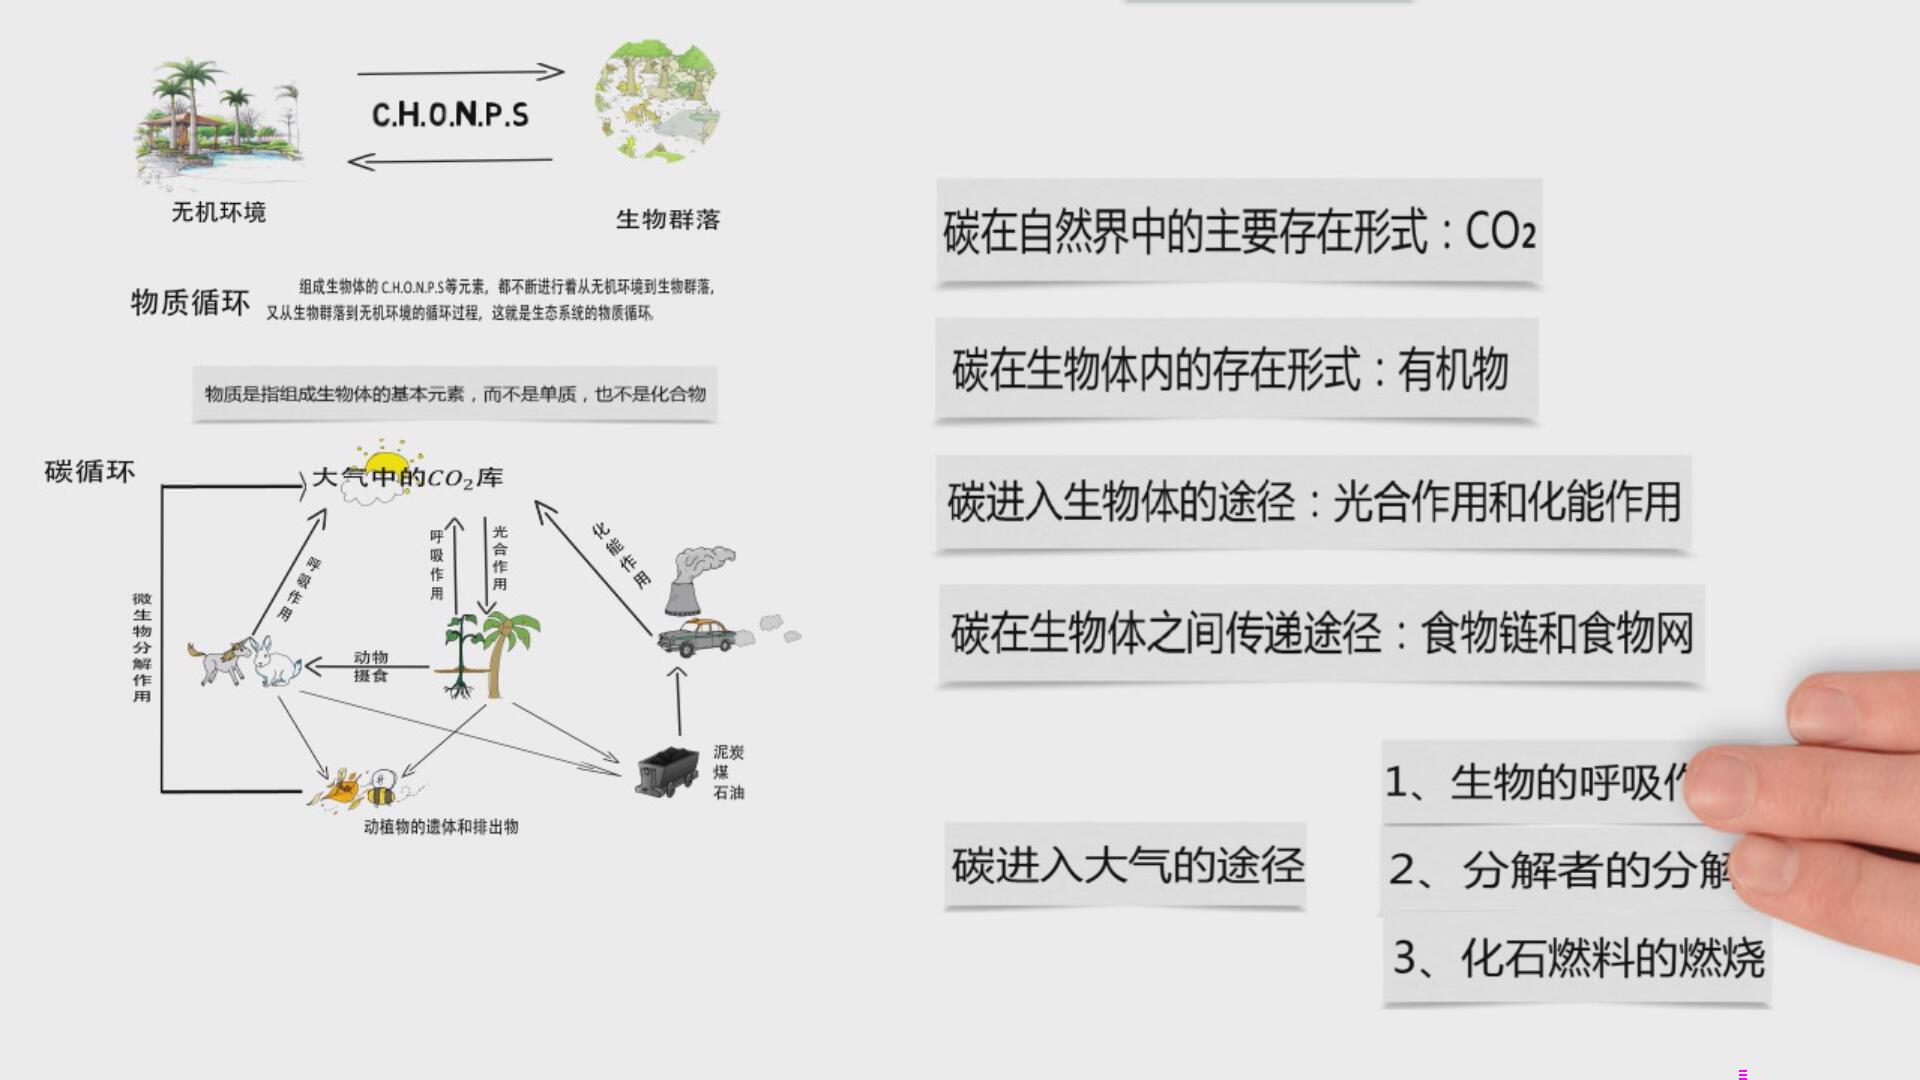 C.H.O.N.P.S
无机环境
生物群落
物质循环
组成生物体的C.H.O.N.P.S等元素，都不断进行着从无机环境到生物群落，
又从生物群落到无机环境的循环过程，这就是生态系统的物质循环。
物质是指组成生物体的基本元素，而不是单质，也不是化合物
碳循环
大气中的CO₂库
呼吸作用
呼吸作用
光合作用
化能作用
微生物分解作用
动物
摄食
泥炭
煤
石油
动植物的遗体和排出物
碳在自然界中的主要存在形式：CO₂
碳在生物体内的存在形式：有机物
碳进入生物体的途径：光合作用和化能作用
碳在生物体之间传递途径：食物链和食物网
碳进入大气的途径
1、生物的呼吸作
2、分解者的分解
3、化石燃料的燃烧